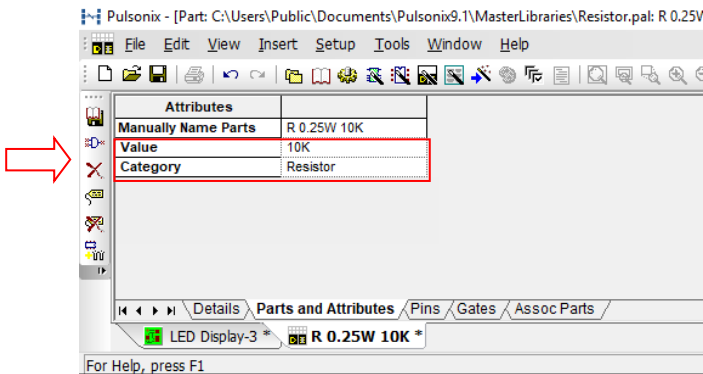 Pulsonix - [Part: C:\Users\Public\Documents\Pulsonix9.1\MasterLibraries\Resistor.pal: R 0.25W
File Edit View Insert Setup Tools Window Help
Attributes
Manually Name Parts R 0.25W 10K
Value 10K
Category Resistor
Details Parts and Attributes Pins Gates Assoc Parts
LED Display-3 * R 0.25W 10K *
For Help, press F1